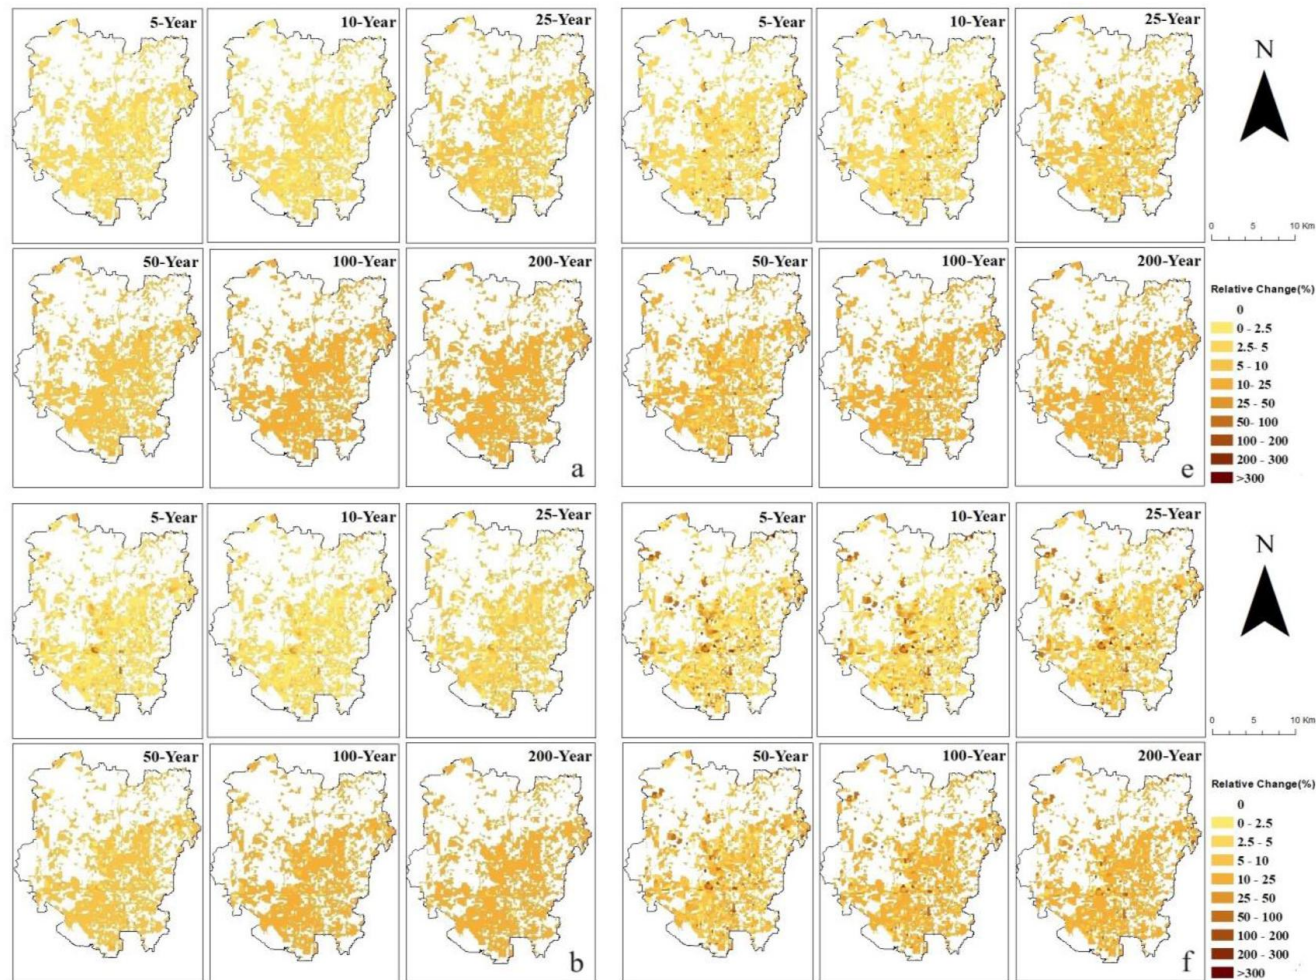 5-Year
10-Year
25-Year
5-Year
10-Year
25-Year
N
0 5 10 Km
50-Year
100-Year
200-Year
a
50-Year
100-Year
200-Year
e
Relative Change(%)
0
0 - 2.5
2.5- 5
5 - 10
10- 25
25 - 50
50- 100
100 - 200
200 - 300
>300
5-Year
10-Year
25-Year
5-Year
10-Year
25-Year
N
0 5 10 Km
50-Year
100-Year
200-Year
b
50-Year
100-Year
200-Year
f
Relative Change(%)
0
0 - 2.5
2.5 - 5
5 - 10
10 - 25
25 - 50
50 - 100
100 - 200
200 - 300
>300